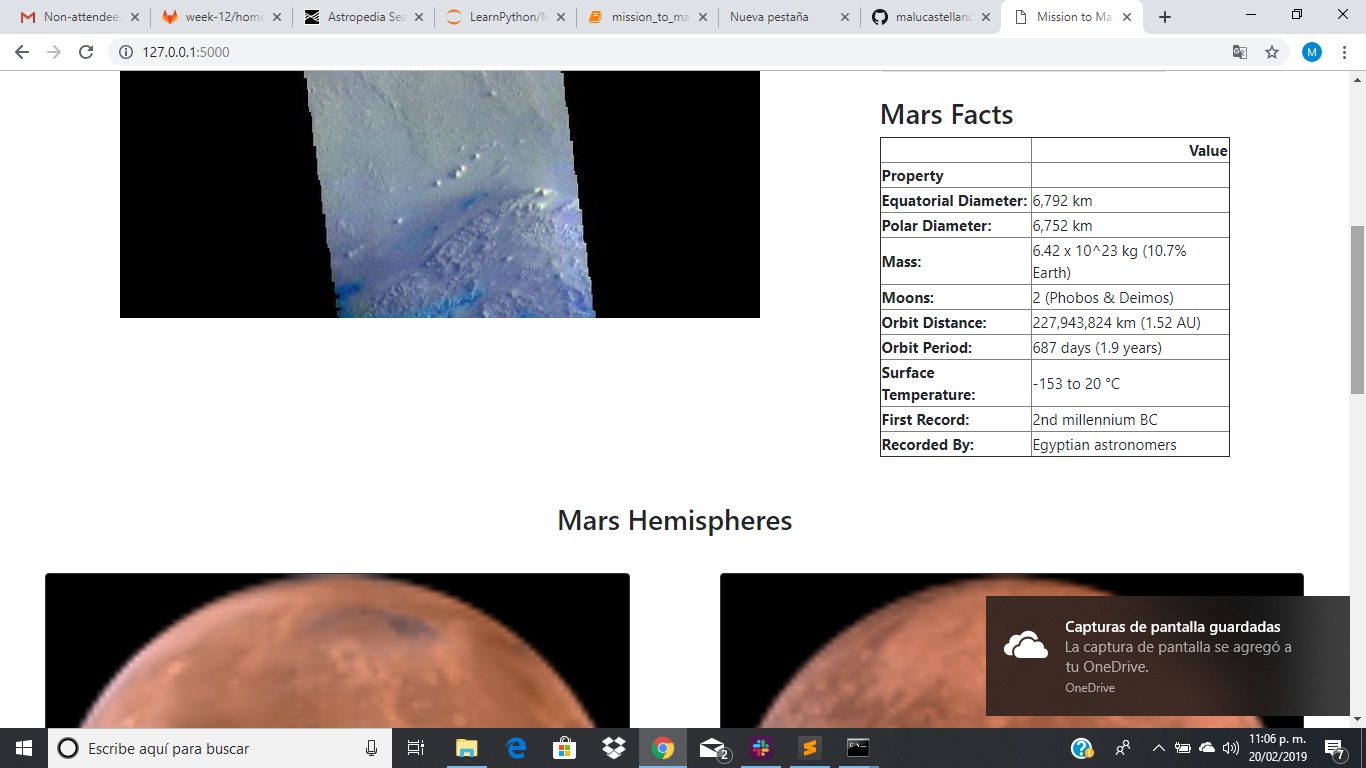 Non-attendees
week-12/home
Astropedia Sea
LearnPython/M
mission_to_ma
Nueva pestaña
malucastellano
Mission to Ma
127.0.0.1:5000
M
Mars Facts
Value
Property
Equatorial Diameter: 6,792 km
Polar Diameter: 6,752 km
Mass: 6.42 x 10^23 kg (10.7%
Earth)
Moons: 2 (Phobos & Deimos)
Orbit Distance: 227,943,824 km (1.52 AU)
Orbit Period: 687 days (1.9 years)
Surface
Temperature: -153 to 20 °C
First Record: 2nd millennium BC
Recorded By: Egyptian astronomers
Mars Hemispheres
Capturas de pantalla guardadas
La captura de pantalla se agregó a
tu OneDrive.
OneDrive
Escribe aquí para buscar
2
11:06 p. m.
20/02/2019
7